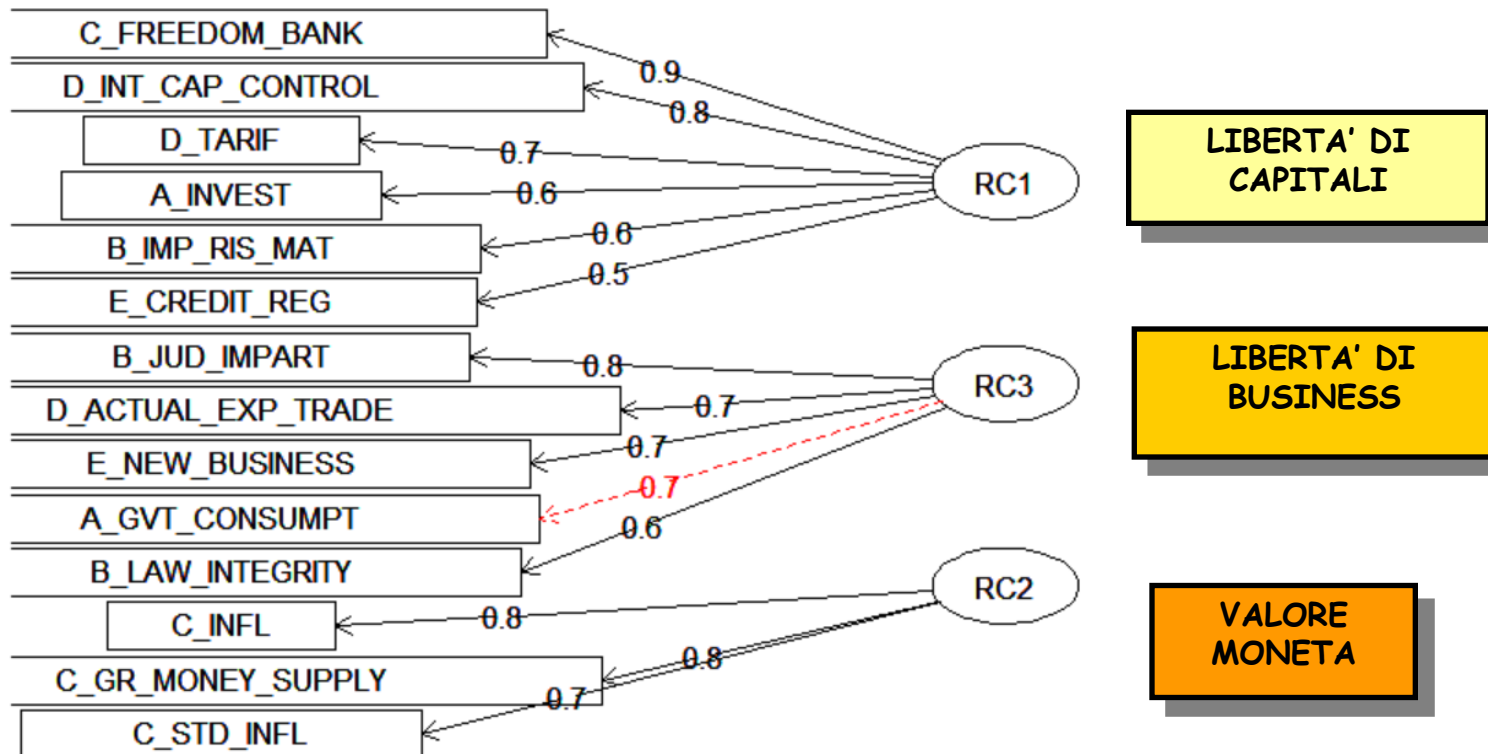 C_FREEDOM_BANK
D_INT_CAP_CONTROL
D_TARIF
A_INVEST
B_IMP_RIS_MAT
E_CREDIT_REG
B_JUD_IMPART
D_ACTUAL_EXP_TRADE
E_NEW_BUSINESS
A_GVT_CONSUMPT
B_LAW_INTEGRITY
C_INFL
C_GR_MONEY_SUPPLY
C_STD_INFL
0.9
0.8
0.7
0.6
0.6
0.5
0.8
0.7
0.7
-0.7
0.6
0.8
0.8
0.7
RC1
RC3
RC2
LIBERTA' DI
CAPITALI
LIBERTA' DI
BUSINESS
VALORE
MONETA